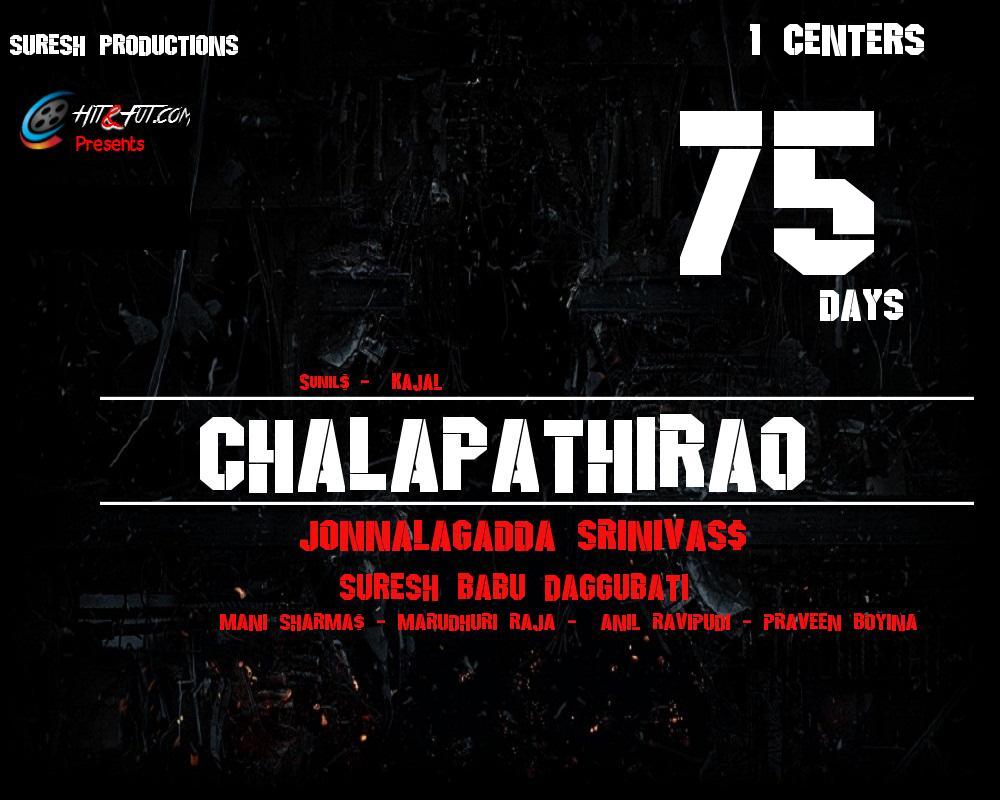 SURESH PRODUCTIONS
1 CENTERS
HIT&FUT.COM
Presents
75
DAYS
SUNIL$ - KAJAL
CHALAPATHIRAO
JONNALAGADDA SRINIVAS$
SURESH BABU DAGGUBATI
MANI SHARMA$ - MARUDHURI RAJA - ANIL RAVIPUDI - PRAVEEN BOYINA